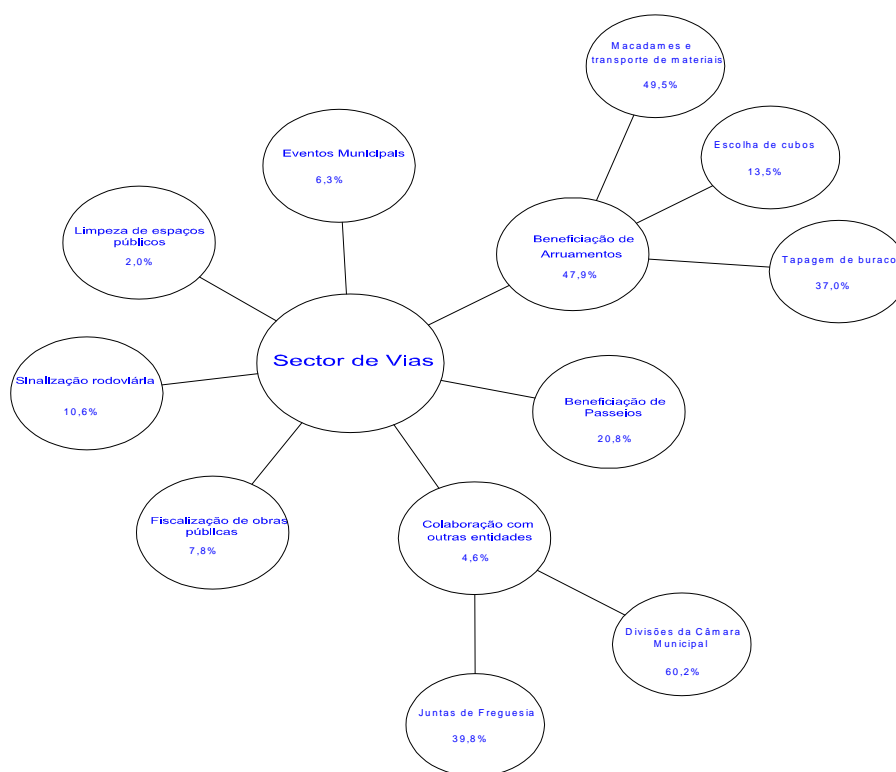 Macadames e
transporte de materiais
49,5%
Escolha de cubos
13,5%
Eventos Municipais
6,3%
Limpeza de espaços
públicos
2,0%
Beneficiação de
Arruamentos
47,9%
Tapagem de buraco
37,0%
Sector de Vias
Sinalização rodoviária
10,6%
Beneficiação de
Passeios
20,8%
Fiscalização de obras
públicas
7,8%
Colaboração com
outras entidades
4,6%
Divisões da Câmara
Municipal
60,2%
Juntas de Freguesia
39,8%